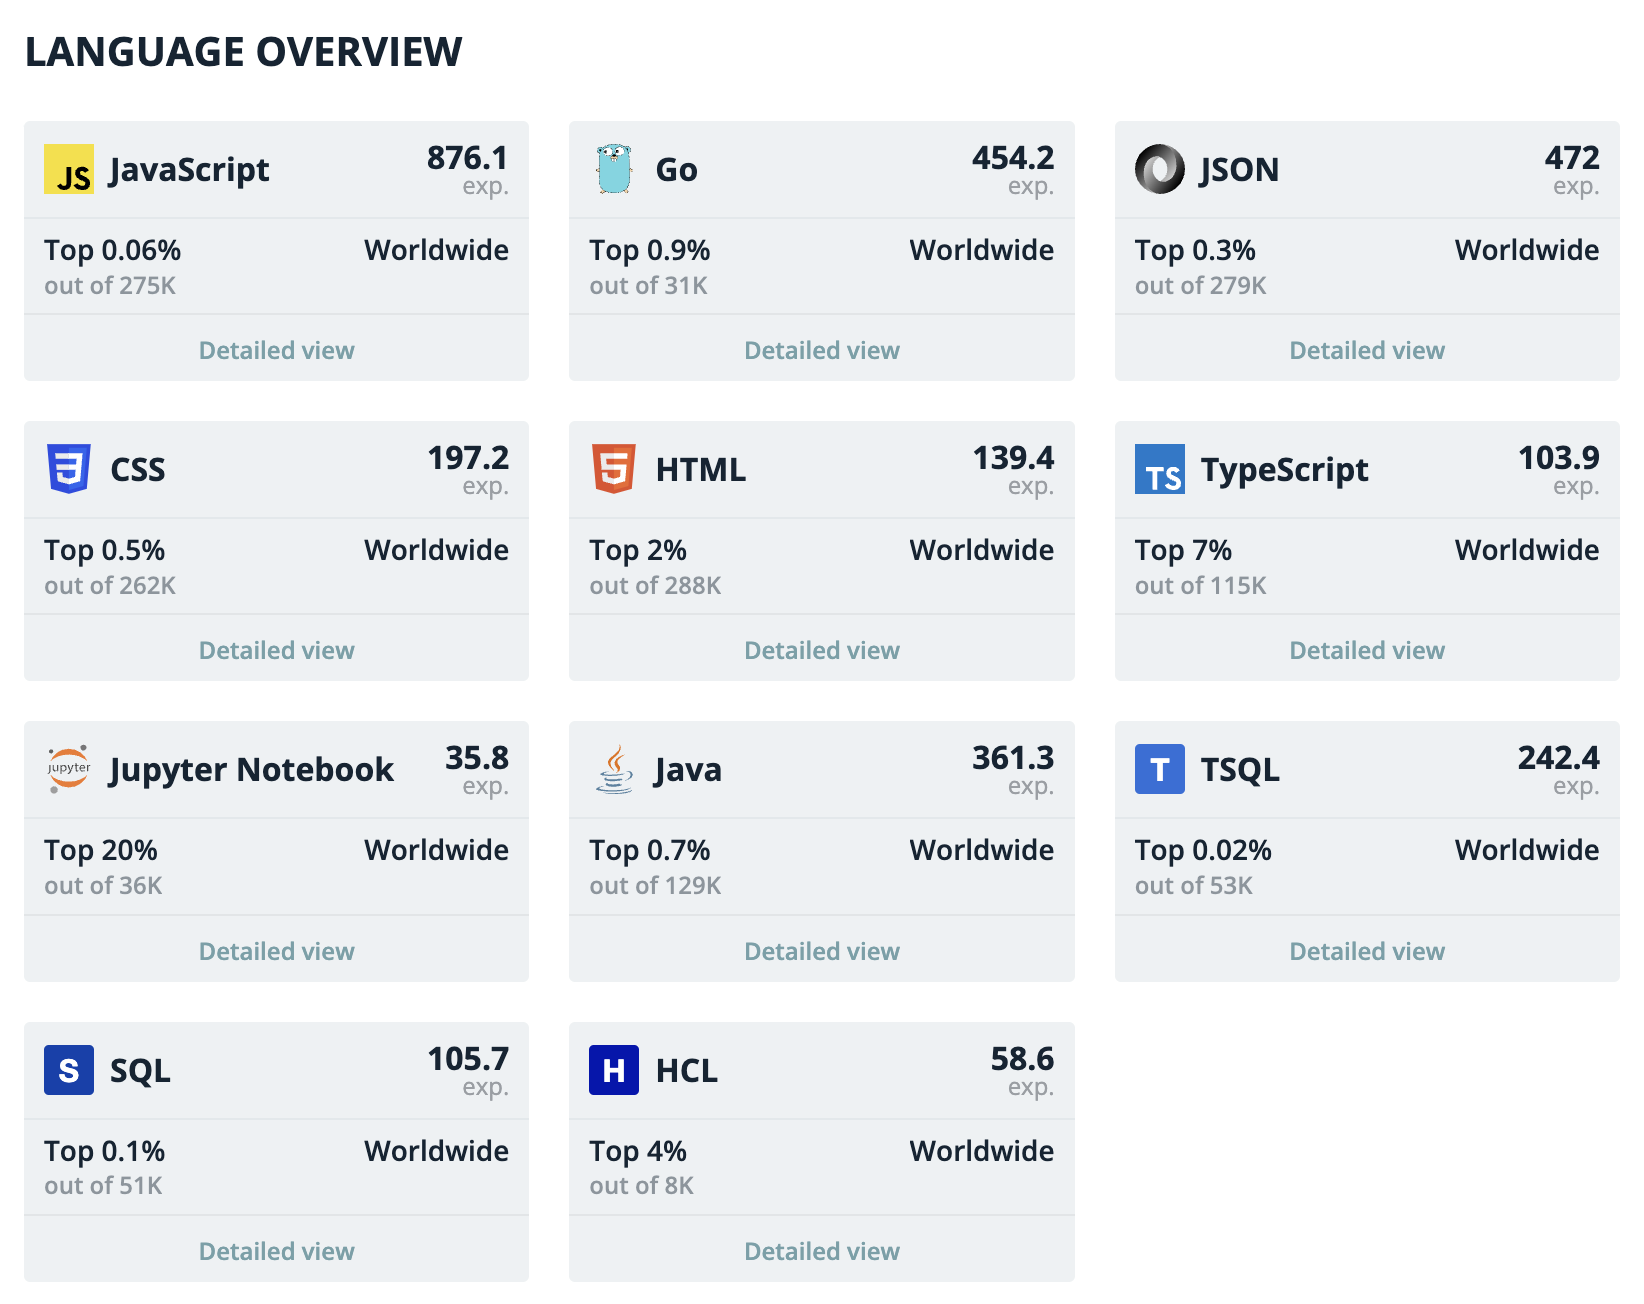 LANGUAGE OVERVIEW
JS JavaScript 876.1
exp.
Top 0.06% Worldwide
out of 275K
Detailed view
Go 454.2
exp.
Top 0.9% Worldwide
out of 31K
Detailed view
JSON 472
exp.
Top 0.3% Worldwide
out of 279K
Detailed view
CSS 197.2
exp.
Top 0.5% Worldwide
out of 262K
Detailed view
5 HTML 139.4
exp.
Top 2% Worldwide
out of 288K
Detailed view
TS TypeScript 103.9
exp.
Top 7% Worldwide
out of 115K
Detailed view
jupyter Jupyter Notebook 35.8
exp.
Top 20% Worldwide
out of 36K
Detailed view
Java 361.3
exp.
Top 0.7% Worldwide
out of 129K
Detailed view
T TSQL 242.4
exp.
Top 0.02% Worldwide
out of 53K
Detailed view
S SQL 105.7
exp.
Top 0.1% Worldwide
out of 51K
Detailed view
H HCL 58.6
exp.
Top 4% Worldwide
out of 8K
Detailed view